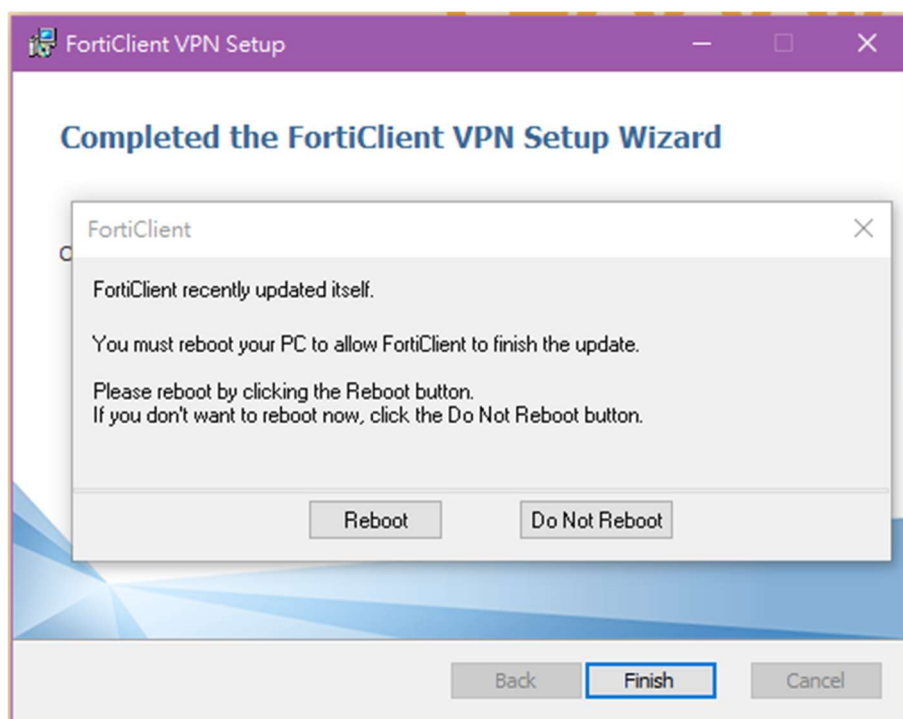 FortiClient VPN Setup
Completed the FortiClient VPN Setup Wizard
FortiClient
FortiClient recently updated itself.
You must reboot your PC to allow FortiClient to finish the update.
Please reboot by clicking the Reboot button.
If you don't want to reboot now, click the Do Not Reboot button.
Reboot Do Not Reboot
Back Finish Cancel